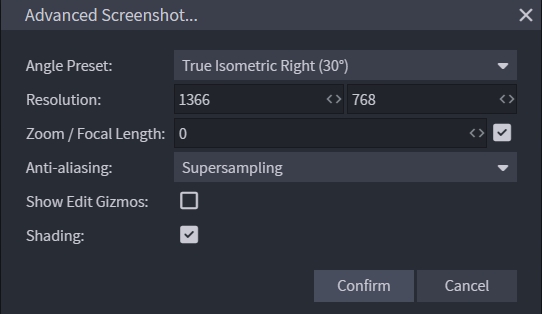 Advanced Screenshot...
Angle Preset: True Isometric Right (30°)
Resolution: 1366 768
Zoom / Focal Length: 0
Anti-aliasing: Supersampling
Show Edit Gizmos:
Shading:
Confirm Cancel